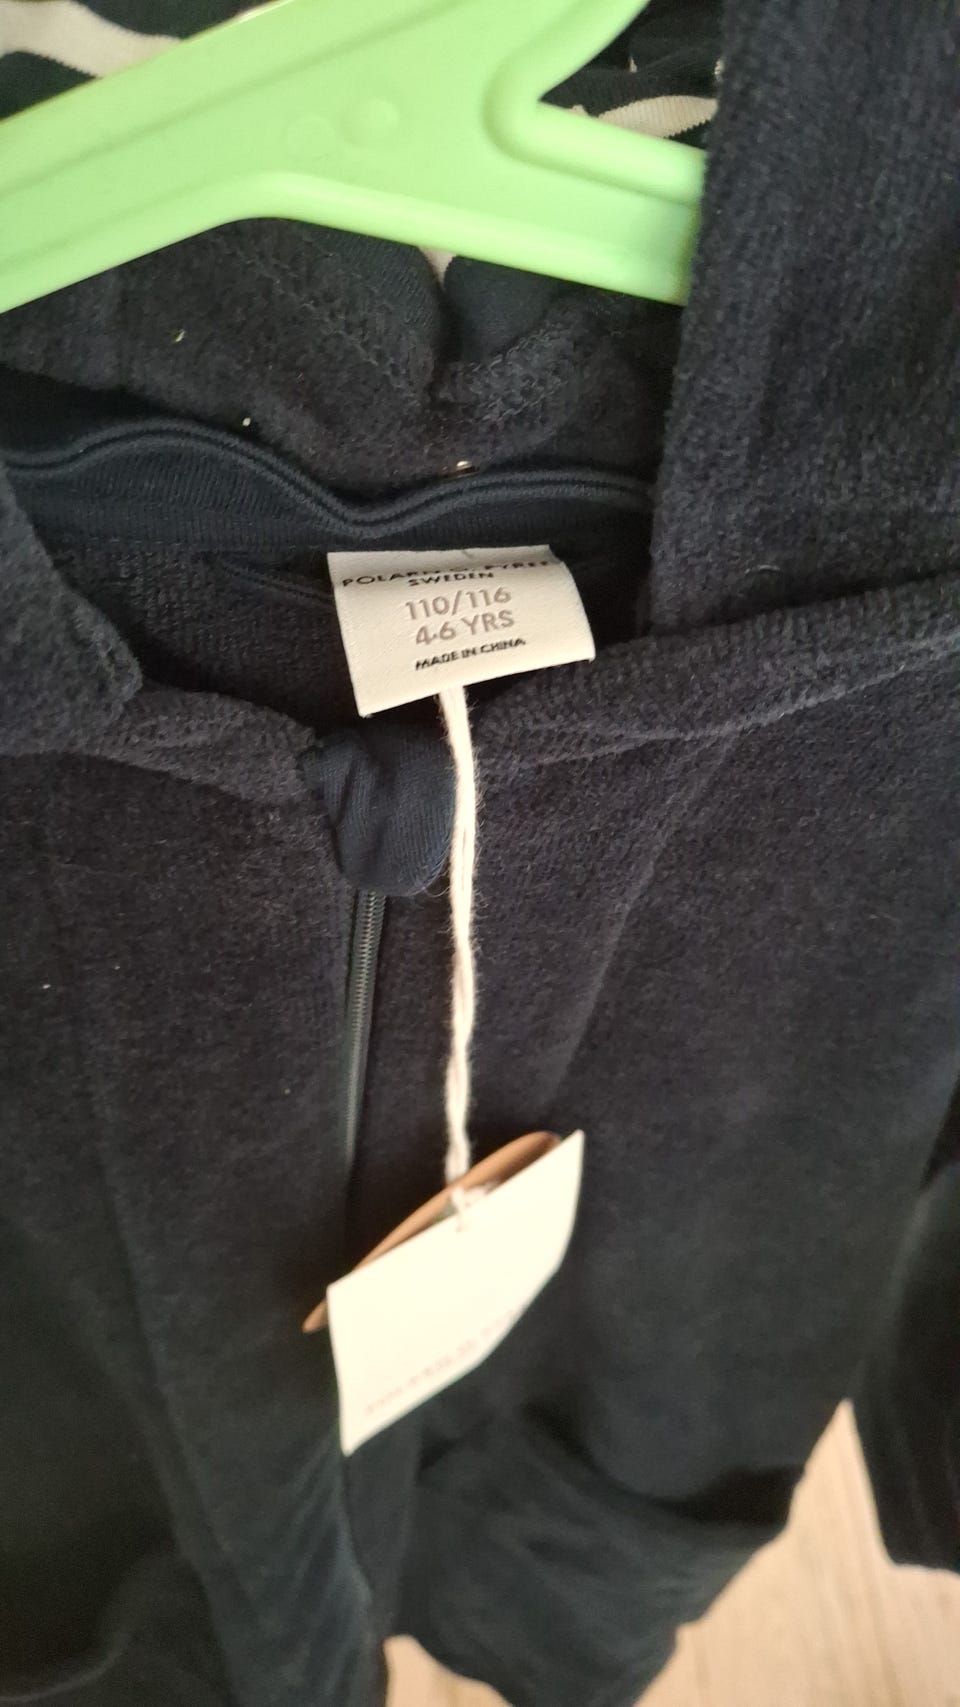 POLARN O. PYRET
SWEDEN
110/116
4-6 YRS
MADE IN CHINA